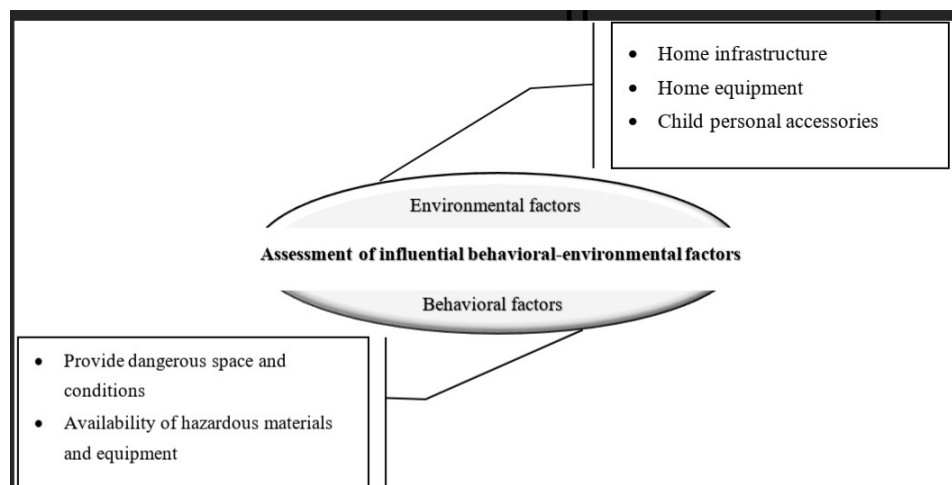 • Home infrastructure
• Home equipment
• Child personal accessories
Environmental factors
Assessment of influential behavioral-environmental factors
Behavioral factors
• Provide dangerous space and
conditions
• Availability of hazardous materials
and equipment